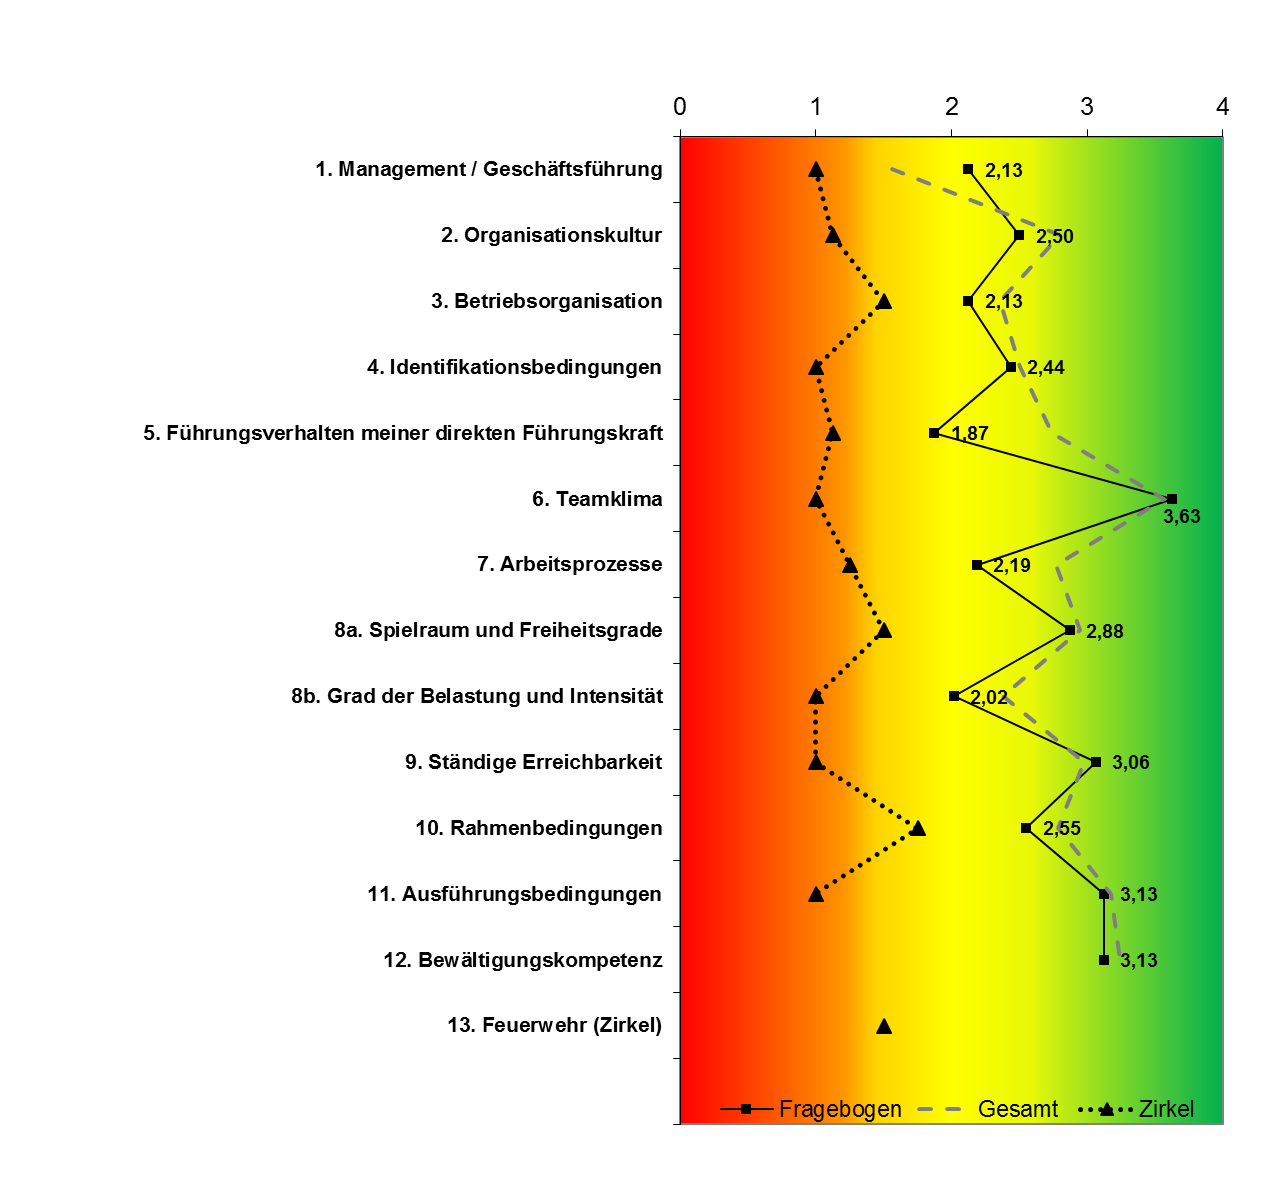 0 1 2 3 4
1. Management / Geschäftsführung 2,13
2. Organisationskultur 2,50
3. Betriebsorganisation 2,13
4. Identifikationsbedingungen 2,44
5. Führungsverhalten meiner direkten Führungskraft 1,87
6. Teamklima 3,63
7. Arbeitsprozesse 2,19
8a. Spielraum und Freiheitsgrade 2,88
8b. Grad der Belastung und Intensität 2,02
9. Ständige Erreichbarkeit 3,06
10. Rahmenbedingungen 2,55
11. Ausführungsbedingungen 3,13
12. Bewältigungskompetenz 3,13
13. Feuerwehr (Zirkel)
Fragebogen Gesamt Zirkel